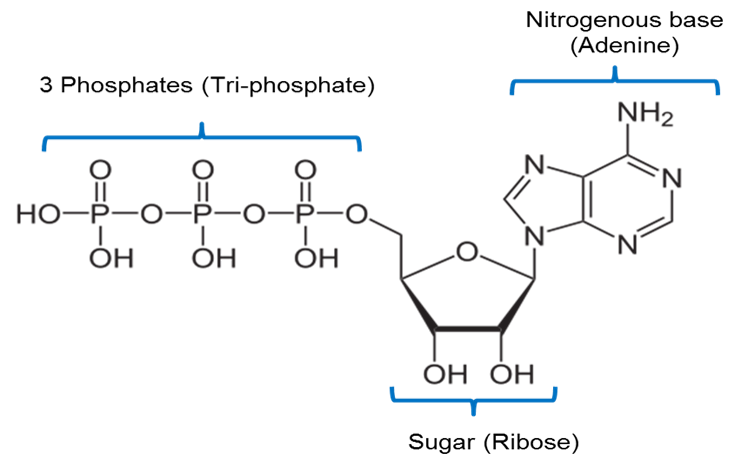 Nitrogenous base
(Adenine)
3 Phosphates (Tri-phosphate)
NH₂
O O O N N
HO P O P O P O
OH OH OH O N N
OH OH
Sugar (Ribose)